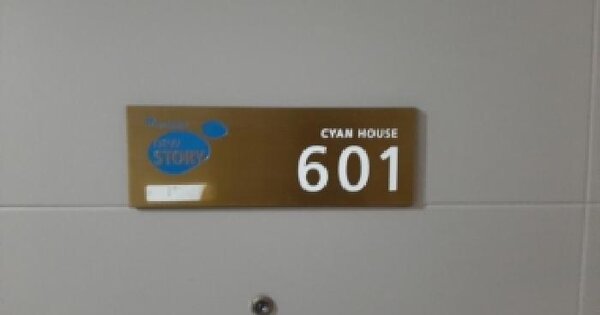 NEW
STORY
CYAN HOUSE
601